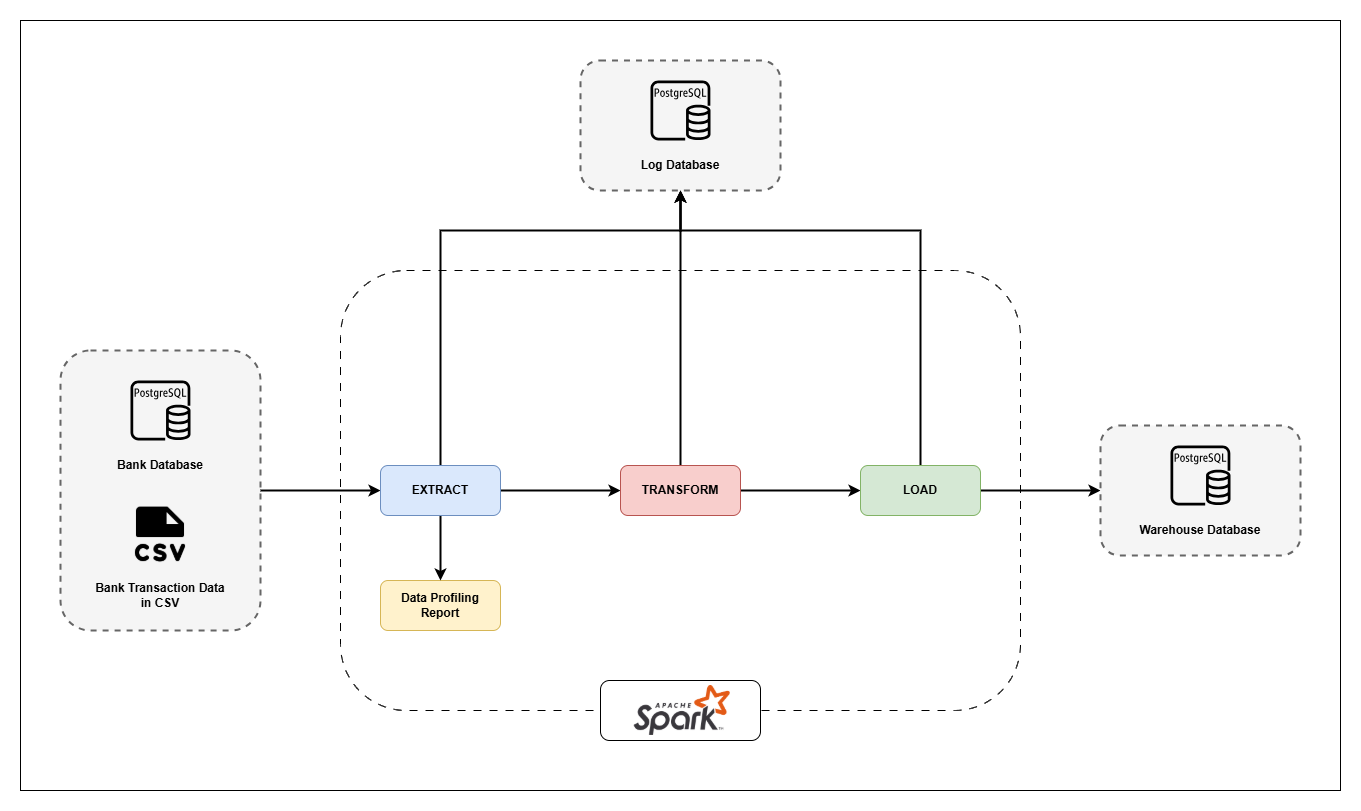 PostgreSQL
Log Database
PostgreSQL
Bank Database
CSV
Bank Transaction Data
in CSV
EXTRACT
TRANSFORM
LOAD
Data Profiling
Report
PostgreSQL
Warehouse Database
APACHE
Spark™